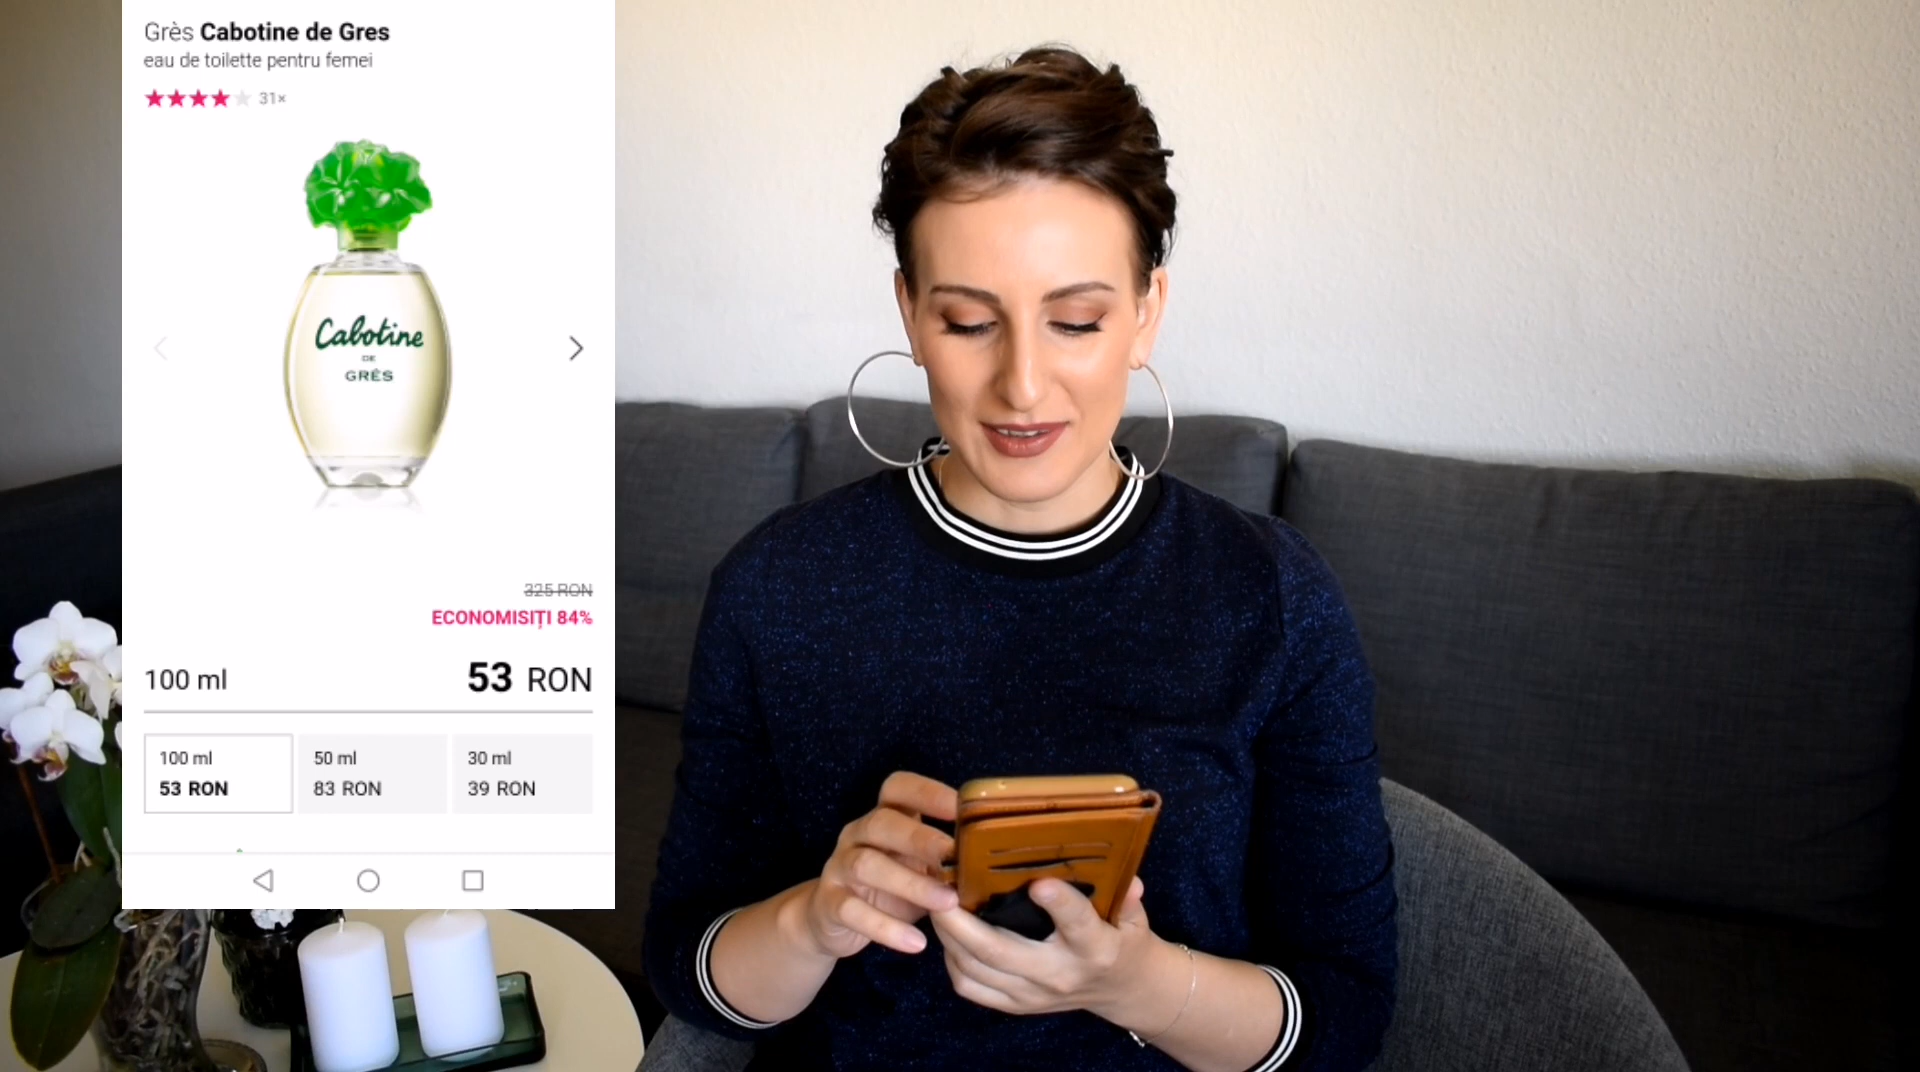 Grès Cabotine de Gres
eau de toilette pentru femei
31×
Cabotine
DE
GRÈS
325 RON
ECONOMISIȚI 84%
100 ml 53 RON
100 ml 50 ml 30 ml
53 RON 83 RON 39 RON